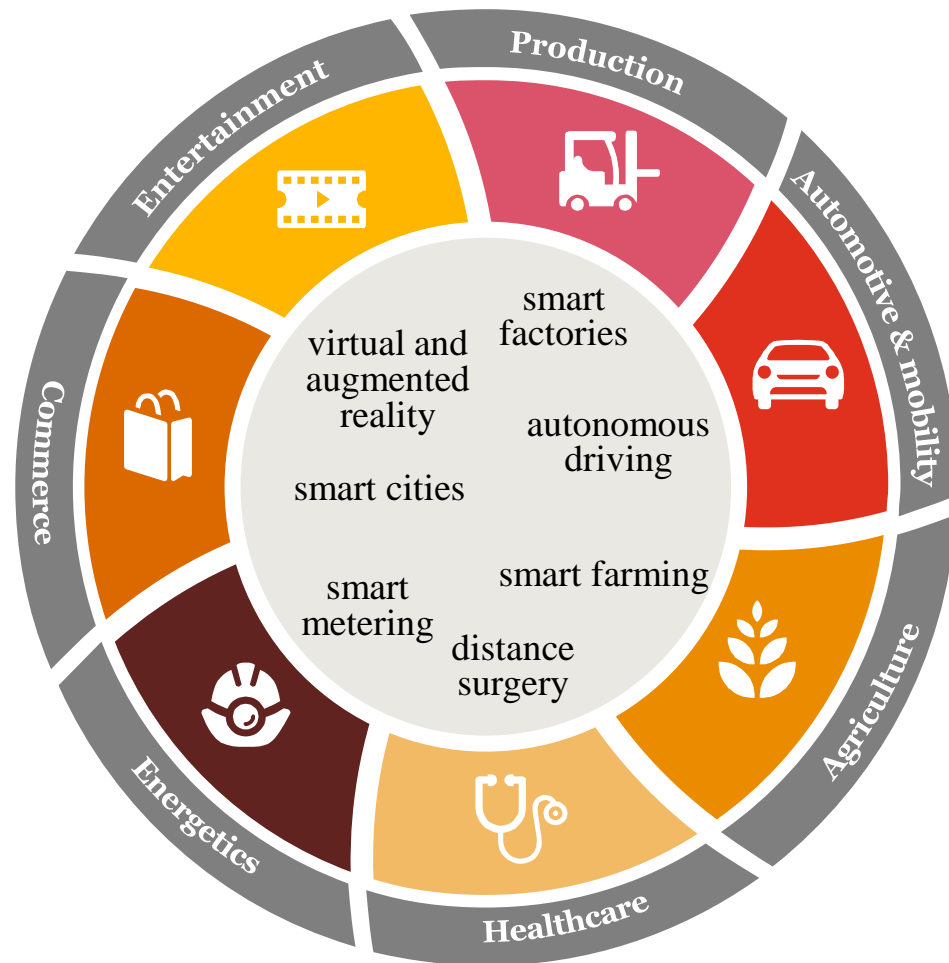 Production
Automotive & mobility
Agriculture
Healthcare
Energetics
Commerce
Entertainment
smart
factories
virtual and
augmented
reality
autonomous
driving
smart cities
smart farming
smart
metering
distance
surgery